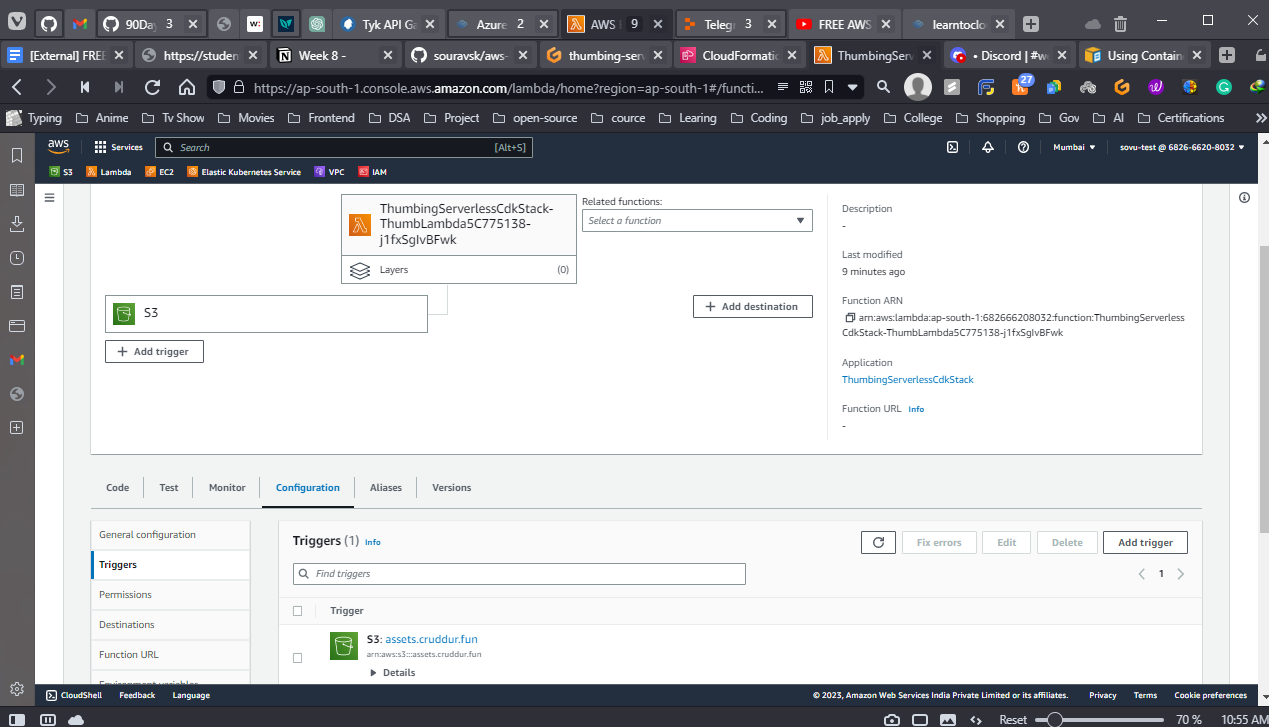 90Day 3
w:
Tyk API Ga
Azure 2
AWS 9
Telegr 3
FREE AWS
learntoclo
[External] FREE
https://studen
Week 8 -
souravsk/aws-
thumbing-serv
CloudFormatic
ThumbingServ
• Discord | #w
Using Contain
https://ap-south-1.console.aws.amazon.com/lambda/home?region=ap-south-1#/functi...
27
Typing
Anime
Tv Show
Movies
Frontend
DSA
Project
open-source
cource
Learing
Coding
job_apply
College
Shopping
Gov
AI
Certifications
aws
Services
Search
[Alt+S]
Mumbai
sovu-test @ 6826-6620-8032
S3
Lambda
EC2
Elastic Kubernetes Service
VPC
IAM
ThumbingServerlessCdkStack-
ThumbLambda5C775138-
j1fxSgIvBFwk
Layers
(0)
Related functions:
Select a function
S3
Add trigger
Add destination
Description
-
Last modified
9 minutes ago
Function ARN
arn:aws:lambda:ap-south-1:682666208032:function:ThumbingServerless
CdkStack-ThumbLambda5C775138-j1fxSgIvBFwk
Application
ThumbingServerlessCdkStack
Function URL Info
-
Code
Test
Monitor
Configuration
Aliases
Versions
General configuration
Triggers
Permissions
Destinations
Function URL
Environment variables
Triggers (1) Info
Fix errors
Edit
Delete
Add trigger
Find triggers
1
Trigger
S3: assets.cruddur.fun
arn:aws:s3:::assets.cruddur.fun
Details
CloudShell
Feedback
Language
© 2023, Amazon Web Services India Private Limited or its affiliates.
Privacy
Terms
Cookie preferences
Reset
70 %
10:55 AM